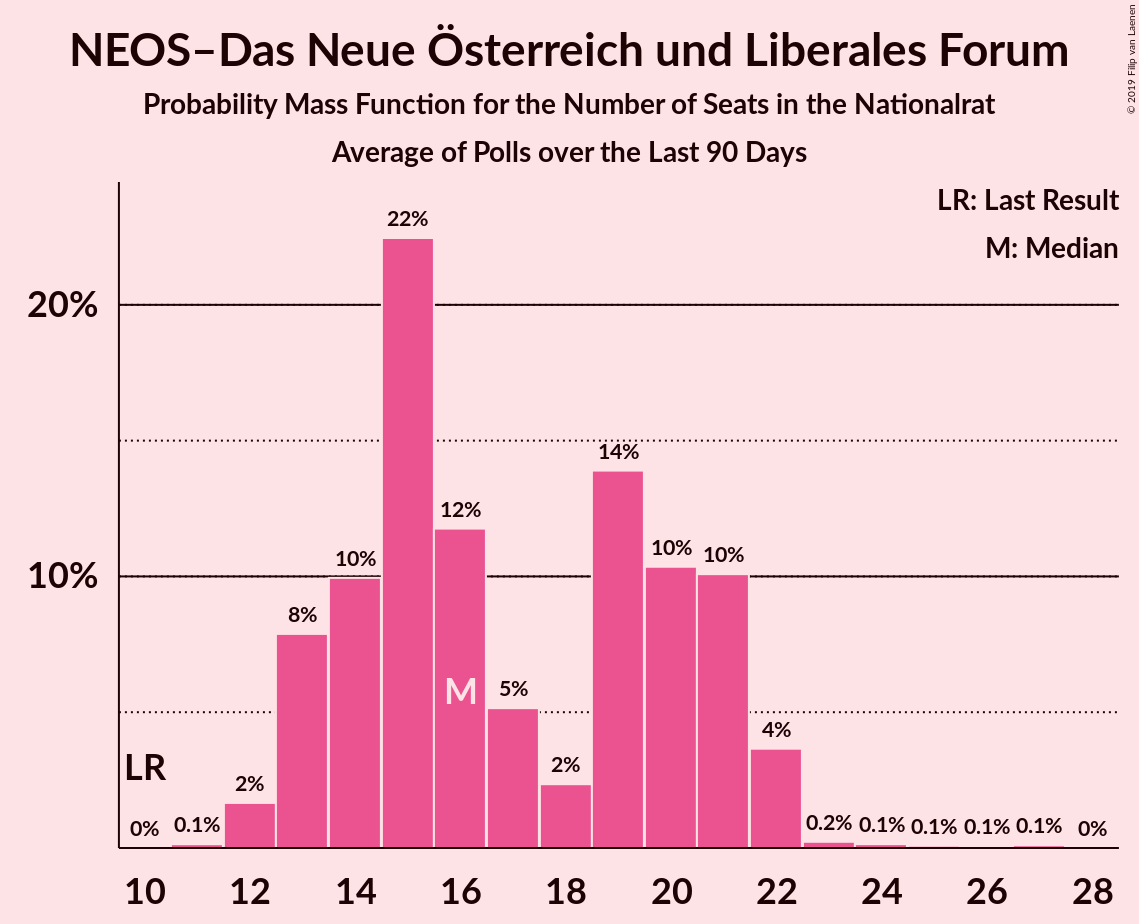 NEOS–Das Neue Österreich und Liberales Forum
Probability Mass Function for the Number of Seats in the Nationalrat
Average of Polls over the Last 90 Days
© 2019 Filip van Laenen
LR: Last Result
M: Median
22%
20%
14%
12%
10%
10%
10%
10%
8%
M
5%
4%
LR
2%
2%
0%
0.1%
0.2%
0.1%
0.1%
0.1%
0.1%
0%
10 12 14 16 18 20 22 24 26 28